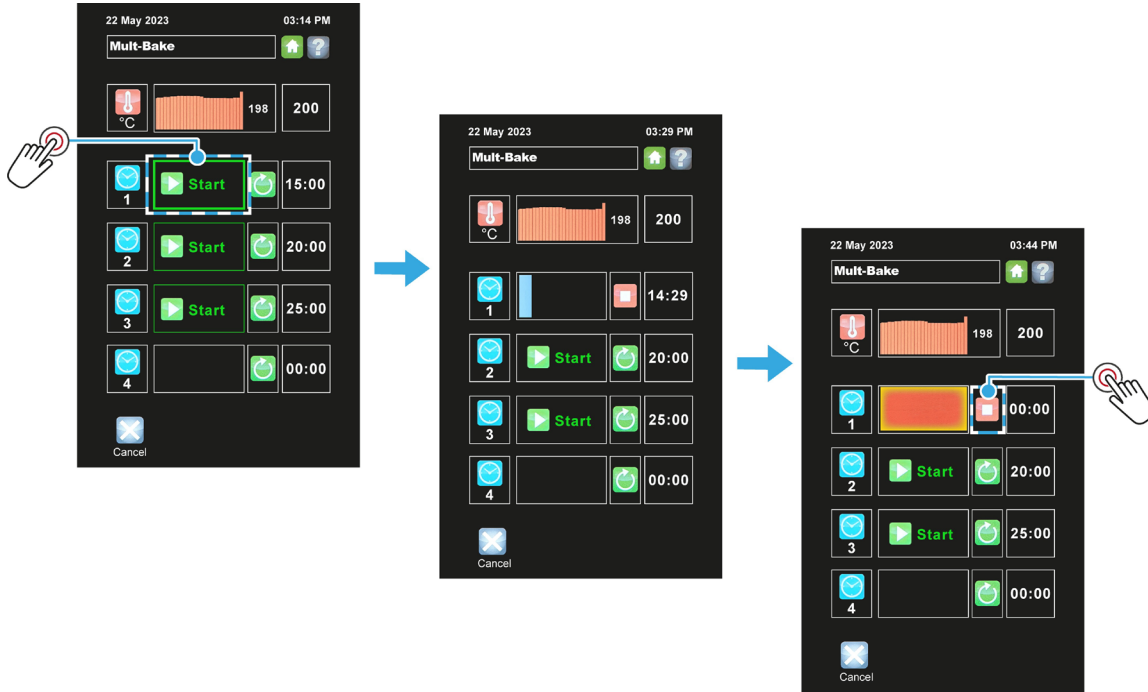 22 May 2023 03:14 PM
Mult-Bake ?
°C 198 200
1 Start 15:00
2 Start 20:00
3 Start 25:00
4 00:00
Cancel
22 May 2023 03:29 PM
Mult-Bake ?
°C 198 200
1 14:29
2 Start 20:00
3 Start 25:00
4 00:00
Cancel
22 May 2023 03:44 PM
Mult-Bake ?
°C 198 200
1 00:00
2 Start 20:00
3 Start 25:00
4 00:00
Cancel